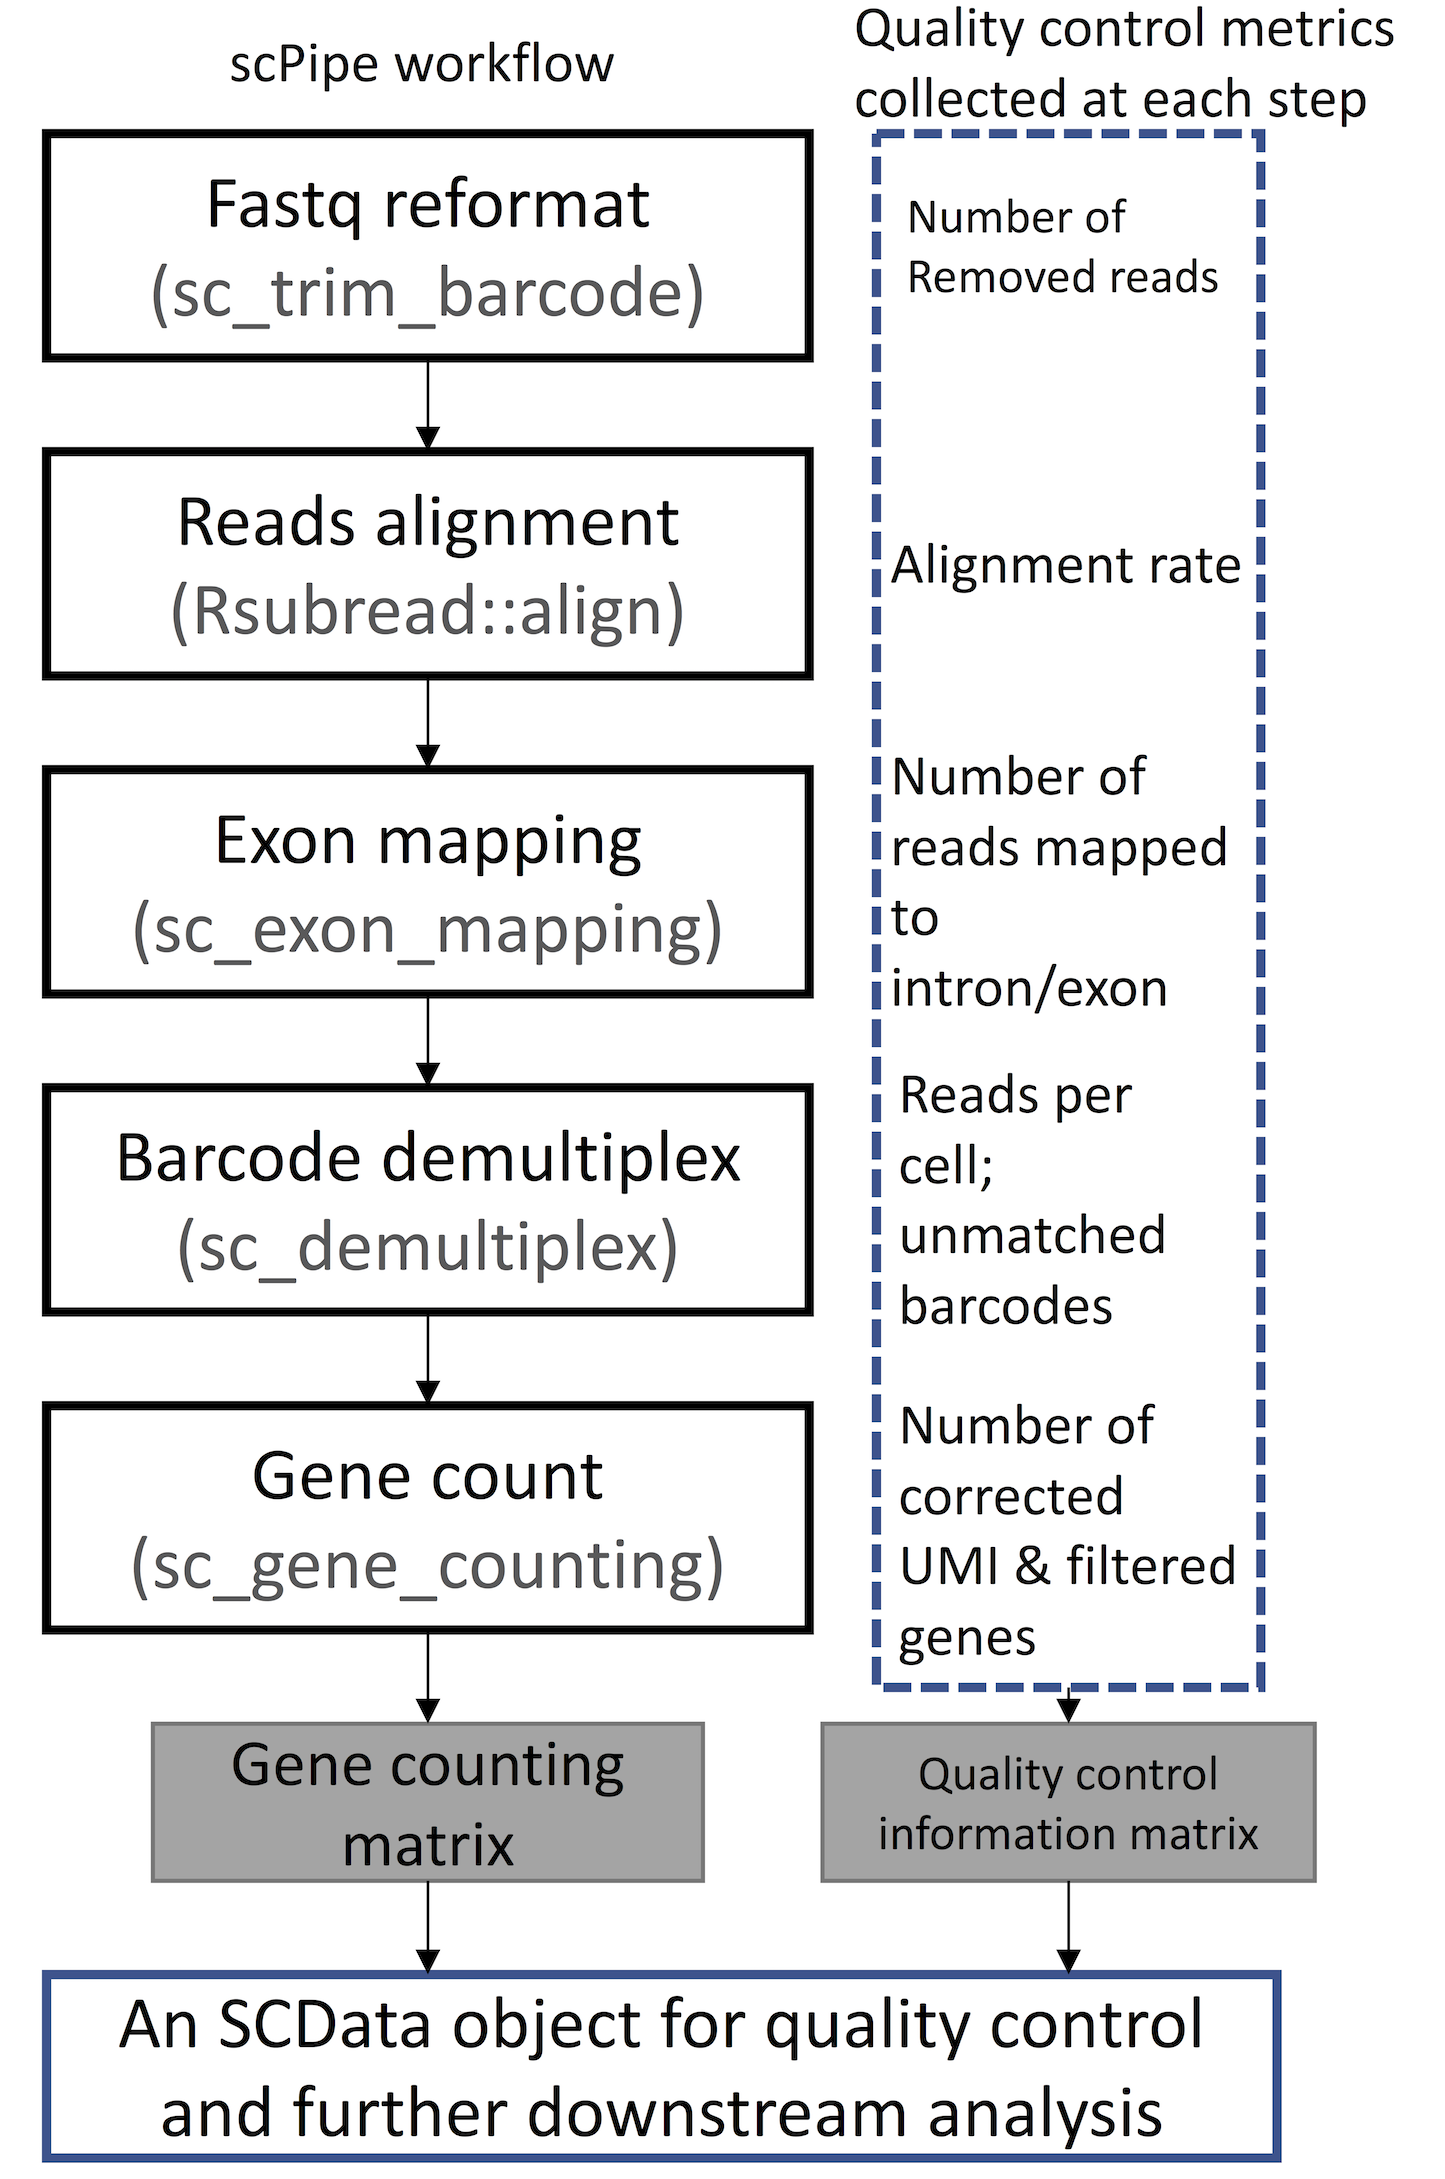 scPipe workflow
Quality control metrics
collected at each step
Fastq reformat
(sc_trim_barcode)
Number of
Removed reads
Reads alignment
(Rsubread::align)
Alignment rate
Exon mapping
(sc_exon_mapping)
Number of
reads mapped
to
intron/exon
Barcode demultiplex
(sc_demultiplex)
Reads per
cell;
unmatched
barcodes
Gene count
(sc_gene_counting)
Number of
corrected
UMI & filtered
genes
Gene counting
matrix
Quality control
information matrix
An SCData object for quality control
and further downstream analysis